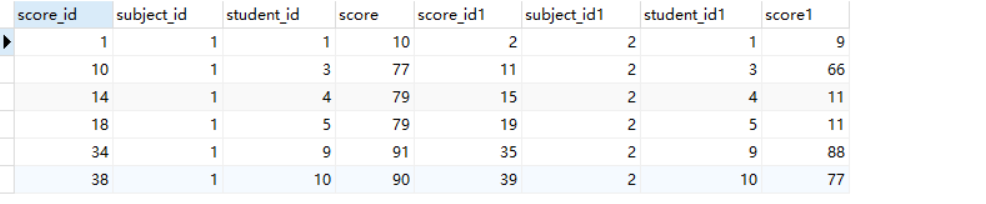 score_id subject_id student_id score score_id1 subject_id1 student_id1 score1
1 1 1 10 2 2 1 9
10 1 3 77 11 2 3 66
14 1 4 79 15 2 4 11
18 1 5 79 19 2 5 11
34 1 9 91 35 2 9 88
38 1 10 90 39 2 10 77